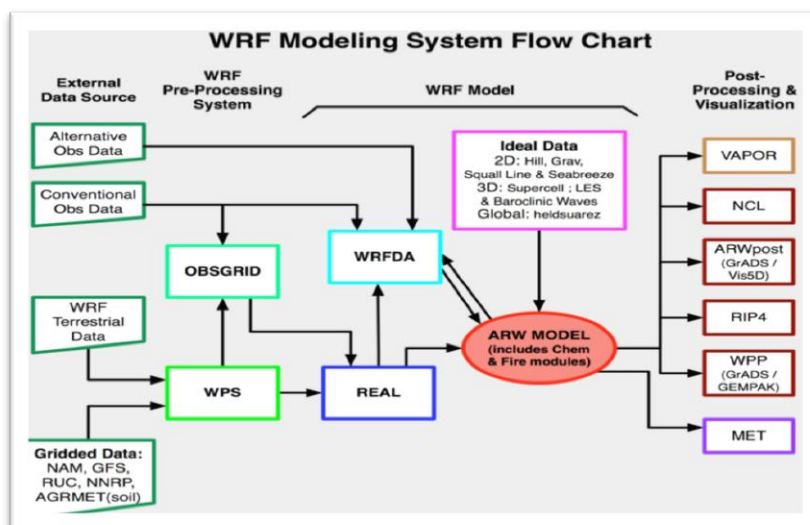 WRF Modeling System Flow Chart
External
Data Source
WRF
Pre-Processing
System
WRF Model
Post-
Processing &
Visualization
Alternative
Obs Data
Conventional
Obs Data
WRF
Terrestrial
Data
Gridded Data:
NAM, GFS,
RUC, NNRP,
AGRMET(soil)
OBSGRID
WPS
WRFDA
REAL
Ideal Data
2D: Hill, Grav,
Squall Line & Seabreeze
3D: Supercell ; LES
& Baroclinic Waves
Global: heldsuarez
ARW MODEL
(includes Chem
& Fire modules)
VAPOR
NCL
ARWpost
(GrADS /
Vis5D)
RIP4
WPP
(GrADS /
GEMPAK)
MET